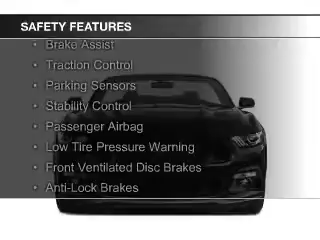 SAFETY FEATURES
• Brake Assist
• Traction Control
• Parking Sensors
• Stability Control
• Passenger Airbag
• Low Tire Pressure Warning
• Front Ventilated Disc Brakes
• Anti-Lock Brakes